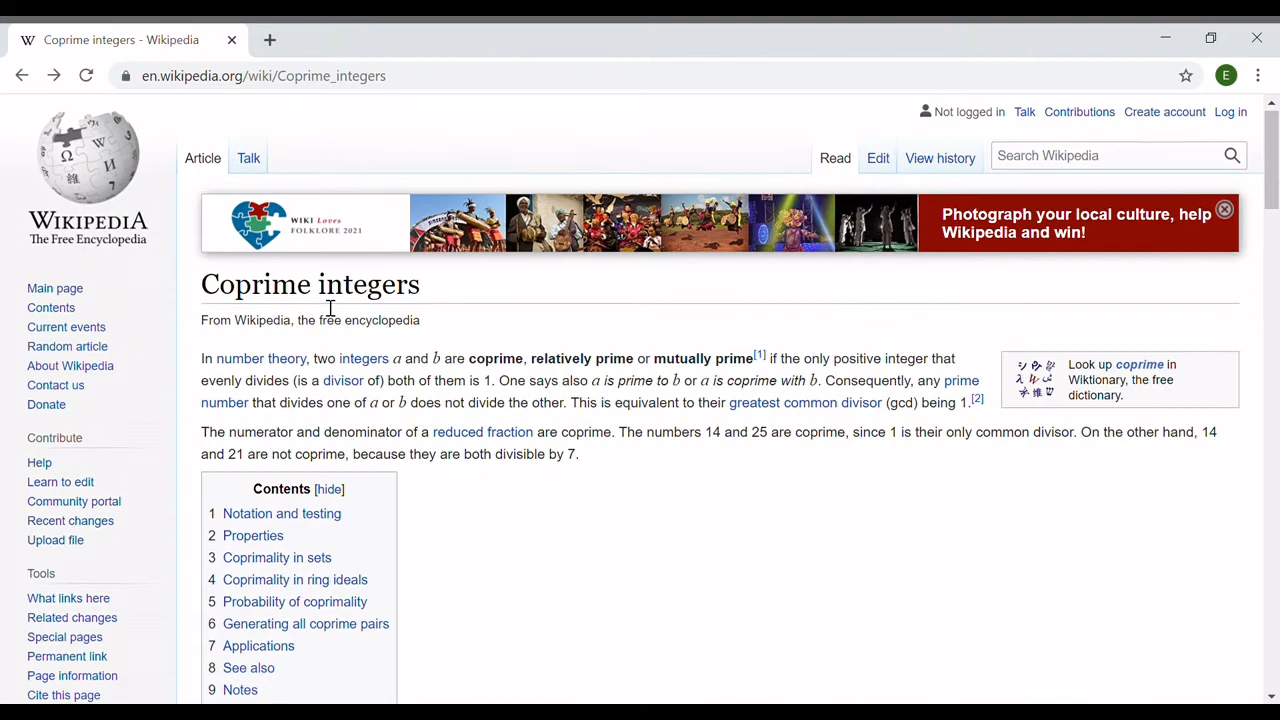 Coprime integers - Wikipedia
en.wikipedia.org/wiki/Coprime_integers
E
Not logged in Talk Contributions Create account Log in
Article Talk Read Edit View history Search Wikipedia
WIKIPEDIA
The Free Encyclopedia
WIKI Loves
FOLKLORE 2021
Photograph your local culture, help
Wikipedia and win!
Main page
Contents
Current events
Random article
About Wikipedia
Contact us
Donate
Contribute
Help
Learn to edit
Community portal
Recent changes
Upload file
Tools
What links here
Related changes
Special pages
Permanent link
Page information
Cite this page
Coprime integers
From Wikipedia, the free encyclopedia
In number theory, two integers a and b are coprime, relatively prime or mutually prime[1] if the only positive integer that
evenly divides (is a divisor of) both of them is 1. One says also a is prime to b or a is coprime with b. Consequently, any prime
number that divides one of a or b does not divide the other. This is equivalent to their greatest common divisor (gcd) being 1.[2]
Look up coprime in
Wiktionary, the free
dictionary.
The numerator and denominator of a reduced fraction are coprime. The numbers 14 and 25 are coprime, since 1 is their only common divisor. On the other hand, 14
and 21 are not coprime, because they are both divisible by 7.
Contents [hide]
1 Notation and testing
2 Properties
3 Coprimality in sets
4 Coprimality in ring ideals
5 Probability of coprimality
6 Generating all coprime pairs
7 Applications
8 See also
9 Notes